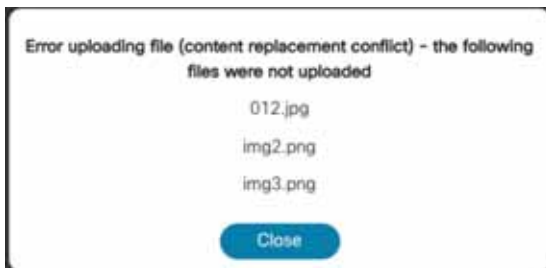 Error uploading file (content replacement conflict) - the following
files were not uploaded
012.jpg
img2.png
img3.png
Close